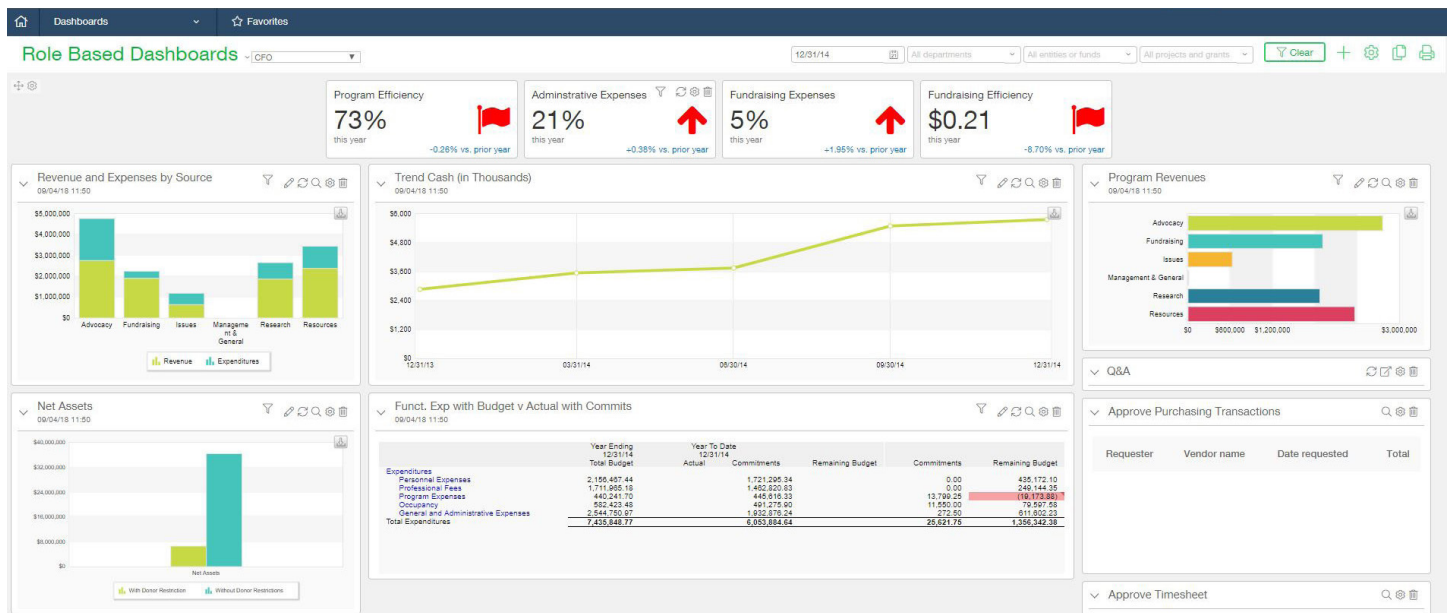 Dashboards
Favorites
Role Based Dashboards - CFO
12/31/14
All departments
All entities or funds
All projects and grants
Clear
Program Efficiency
73%
this year
-0.26% vs. prior year
Adminstrative Expenses
21%
this year
+0.38% vs. prior year
Fundraising Expenses
5%
this year
+1.95% vs. prior year
Fundraising Efficiency
$0.21
this year
-8.70% vs. prior year
Revenue and Expenses by Source
09/04/18 11:50
$5,000,000
$4,000,000
$3,000,000
$2,000,000
$1,000,000
$0
Advocacy Fundraising Issues Manageme nt & General Research Resources
Revenue Expenditures
Trend Cash (in Thousands)
09/04/18 11:50
$6,000
$4,800
$3,600
$2,400
$1,200
$0
12/31/13 03/31/14 06/30/14 09/30/14 12/31/14
Program Revenues
09/04/18 11:50
Advocacy
Fundraising
Issues
Management & General
Research
Resources
$0 $600,000 $1,200,000 $3,000,000
Q&A
Net Assets
09/04/18 11:50
$40,000,000
$32,000,000
$24,000,000
$16,000,000
$8,000,000
$0
Net Assets
With Donor Restriction Without Donor Restrictions
Funct. Exp with Budget v Actual with Commits
09/04/18 11:50
Year Ending Year To Date
12/31/14 12/31/14
Total Budget Actual Commitments Remaining Budget Commitments Remaining Budget
Expenditures
Personnel Expenses 2,156,467.44 1,721,295.34 0.00 435,172.10
Professional Fees 1,711,965.18 1,462,820.83 0.00 249,144.35
Program Expenses 440,241.70 445,616.33 13,799.25 (19,173.88)
Occupancy 582,423.48 491,275.90 11,550.00 79,597.58
General and Administrative Expenses 2,544,750.97 1,932,876.24 272.50 611,602.23
Total Expenditures 7,435,848.77 6,053,884.64 25,621.75 1,356,342.38
Approve Purchasing Transactions
Requester Vendor name Date requested Total
Approve Timesheet